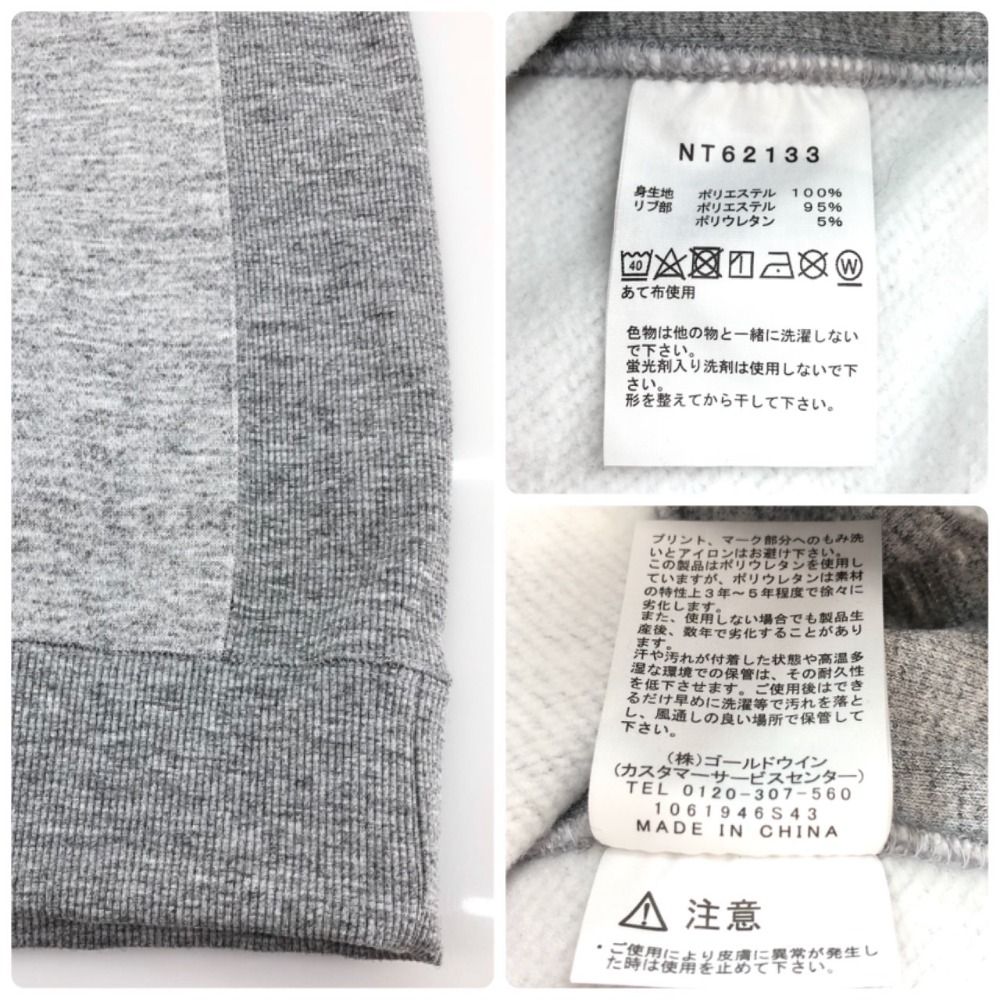 NT62133
身生地 ポリエステル 100%
リブ部 ポリエステル 95%
ポリウレタン 5%
40 W
あて布使用
色物は他の物と一緒に洗濯しない
で下さい。
蛍光剤入り洗剤は使用しないで下
さい。
形を整えてから干して下さい。
プリント、マーク部分へのもみ洗
いとアイロンはお避け下さい。
この製品はポリウレタンを使用し
ていますが、ポリウレタンは素材
の特性上3年～5年程度で徐々に
劣化します。
また、使用しない場合でも製品生
産後、数年で劣化することがあり
ます。
汗や汚れが付着した状態や高温多
湿な環境での保管は、その耐久性
を低下させます。ご使用後はでき
るだけ早めに洗濯等で汚れを落と
し、風通しの良い場所で保管して
下さい。
(株)ゴールドウイン
(カスタマーサービスセンター)
TEL 0120-307-560
1061946S43
MADE IN CHINA
注意
・ご使用により皮膚に異常が発生し
た時は使用を止めて下さい。